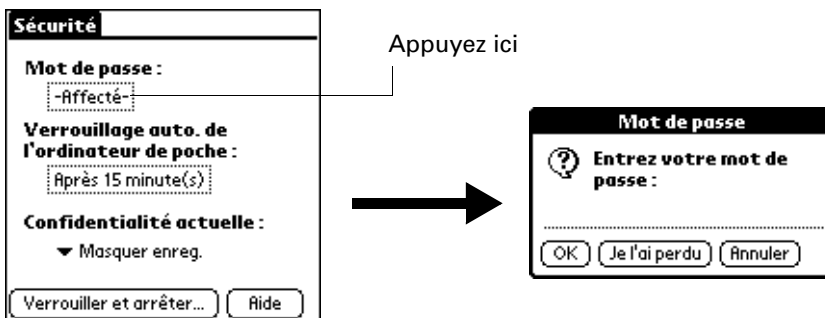 Sécurité
Mot de passe :
-Affecté-
Verrouillage auto. de
l'ordinateur de poche :
Après 15 minute(s)
Confidentialité actuelle :
Masquer enreg.
Verrouiller et arrêter... Aide
Appuyez ici
Mot de passe
Entrez votre mot de
passe :
OK Je l'ai perdu Annuler